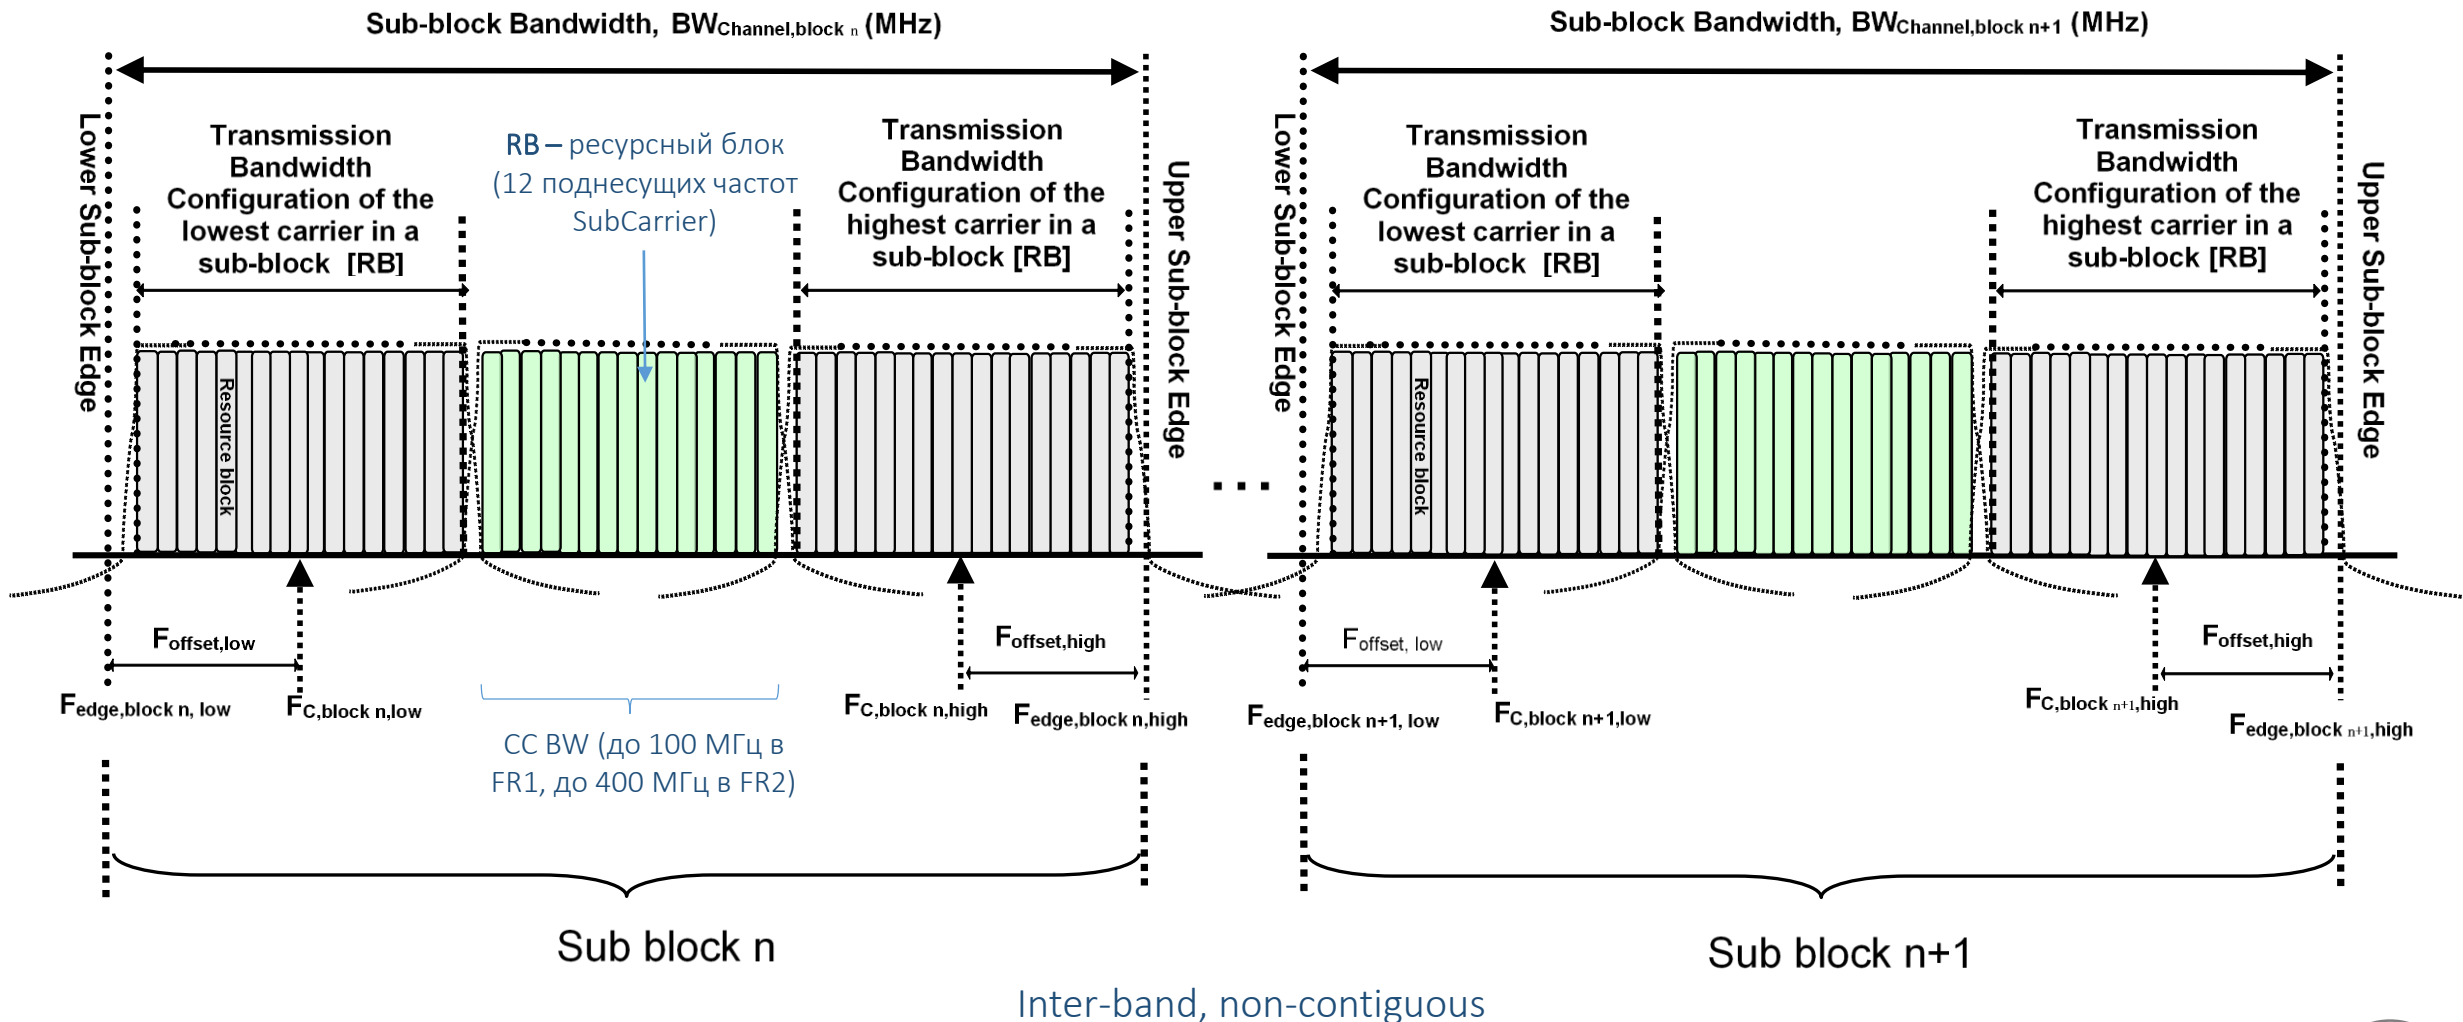 Sub-block Bandwidth, BWChannel,block n (MHz)
Sub-block Bandwidth, BWChannel,block n+1 (MHz)
Lower Sub-block Edge
Transmission
Bandwidth
Configuration of the
lowest carrier in a
sub-block [RB]
RB – ресурсный блок
(12 поднесущих частот
SubCarrier)
Transmission
Bandwidth
Configuration of the
highest carrier in a
sub-block [RB]
Upper Sub-block Edge
Lower Sub-block Edge
Transmission
Bandwidth
Configuration of the
lowest carrier in a
sub-block [RB]
Transmission
Bandwidth
Configuration of the
highest carrier in a
sub-block [RB]
Upper Sub-block Edge
Resource block
...
Resource block
Foffset,low
Foffset,high
Foffset, low
Foffset,high
Fedge,block n, low
FC,block n,low
FC,block n,high
Fedge,block n,high
Fedge,block n+1, low
FC,block n+1,low
FC,block n+1,high
Fedge,block n+1,high
CC BW (до 100 МГц в
FR1, до 400 МГц в FR2)
Sub block n
Sub block n+1
Inter-band, non-contiguous